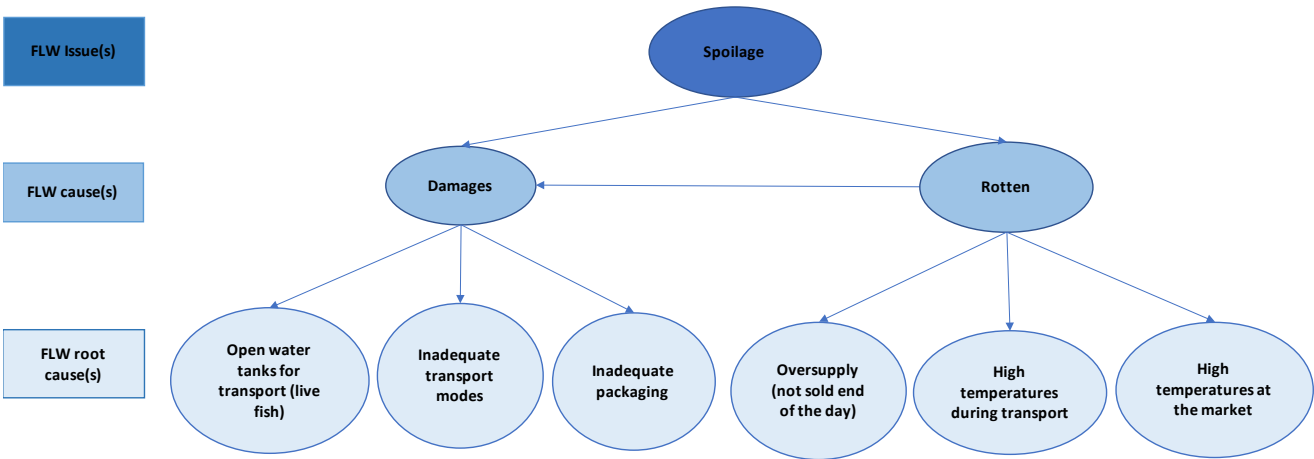 FLW Issue(s)
Spoilage
FLW cause(s)
Damages
Rotten
FLW root
cause(s)
Open water
tanks for
transport (live
fish)
Inadequate
transport
modes
Inadequate
packaging
Oversupply
(not sold end
of the day)
High
temperatures
during transport
High
temperatures at
the market